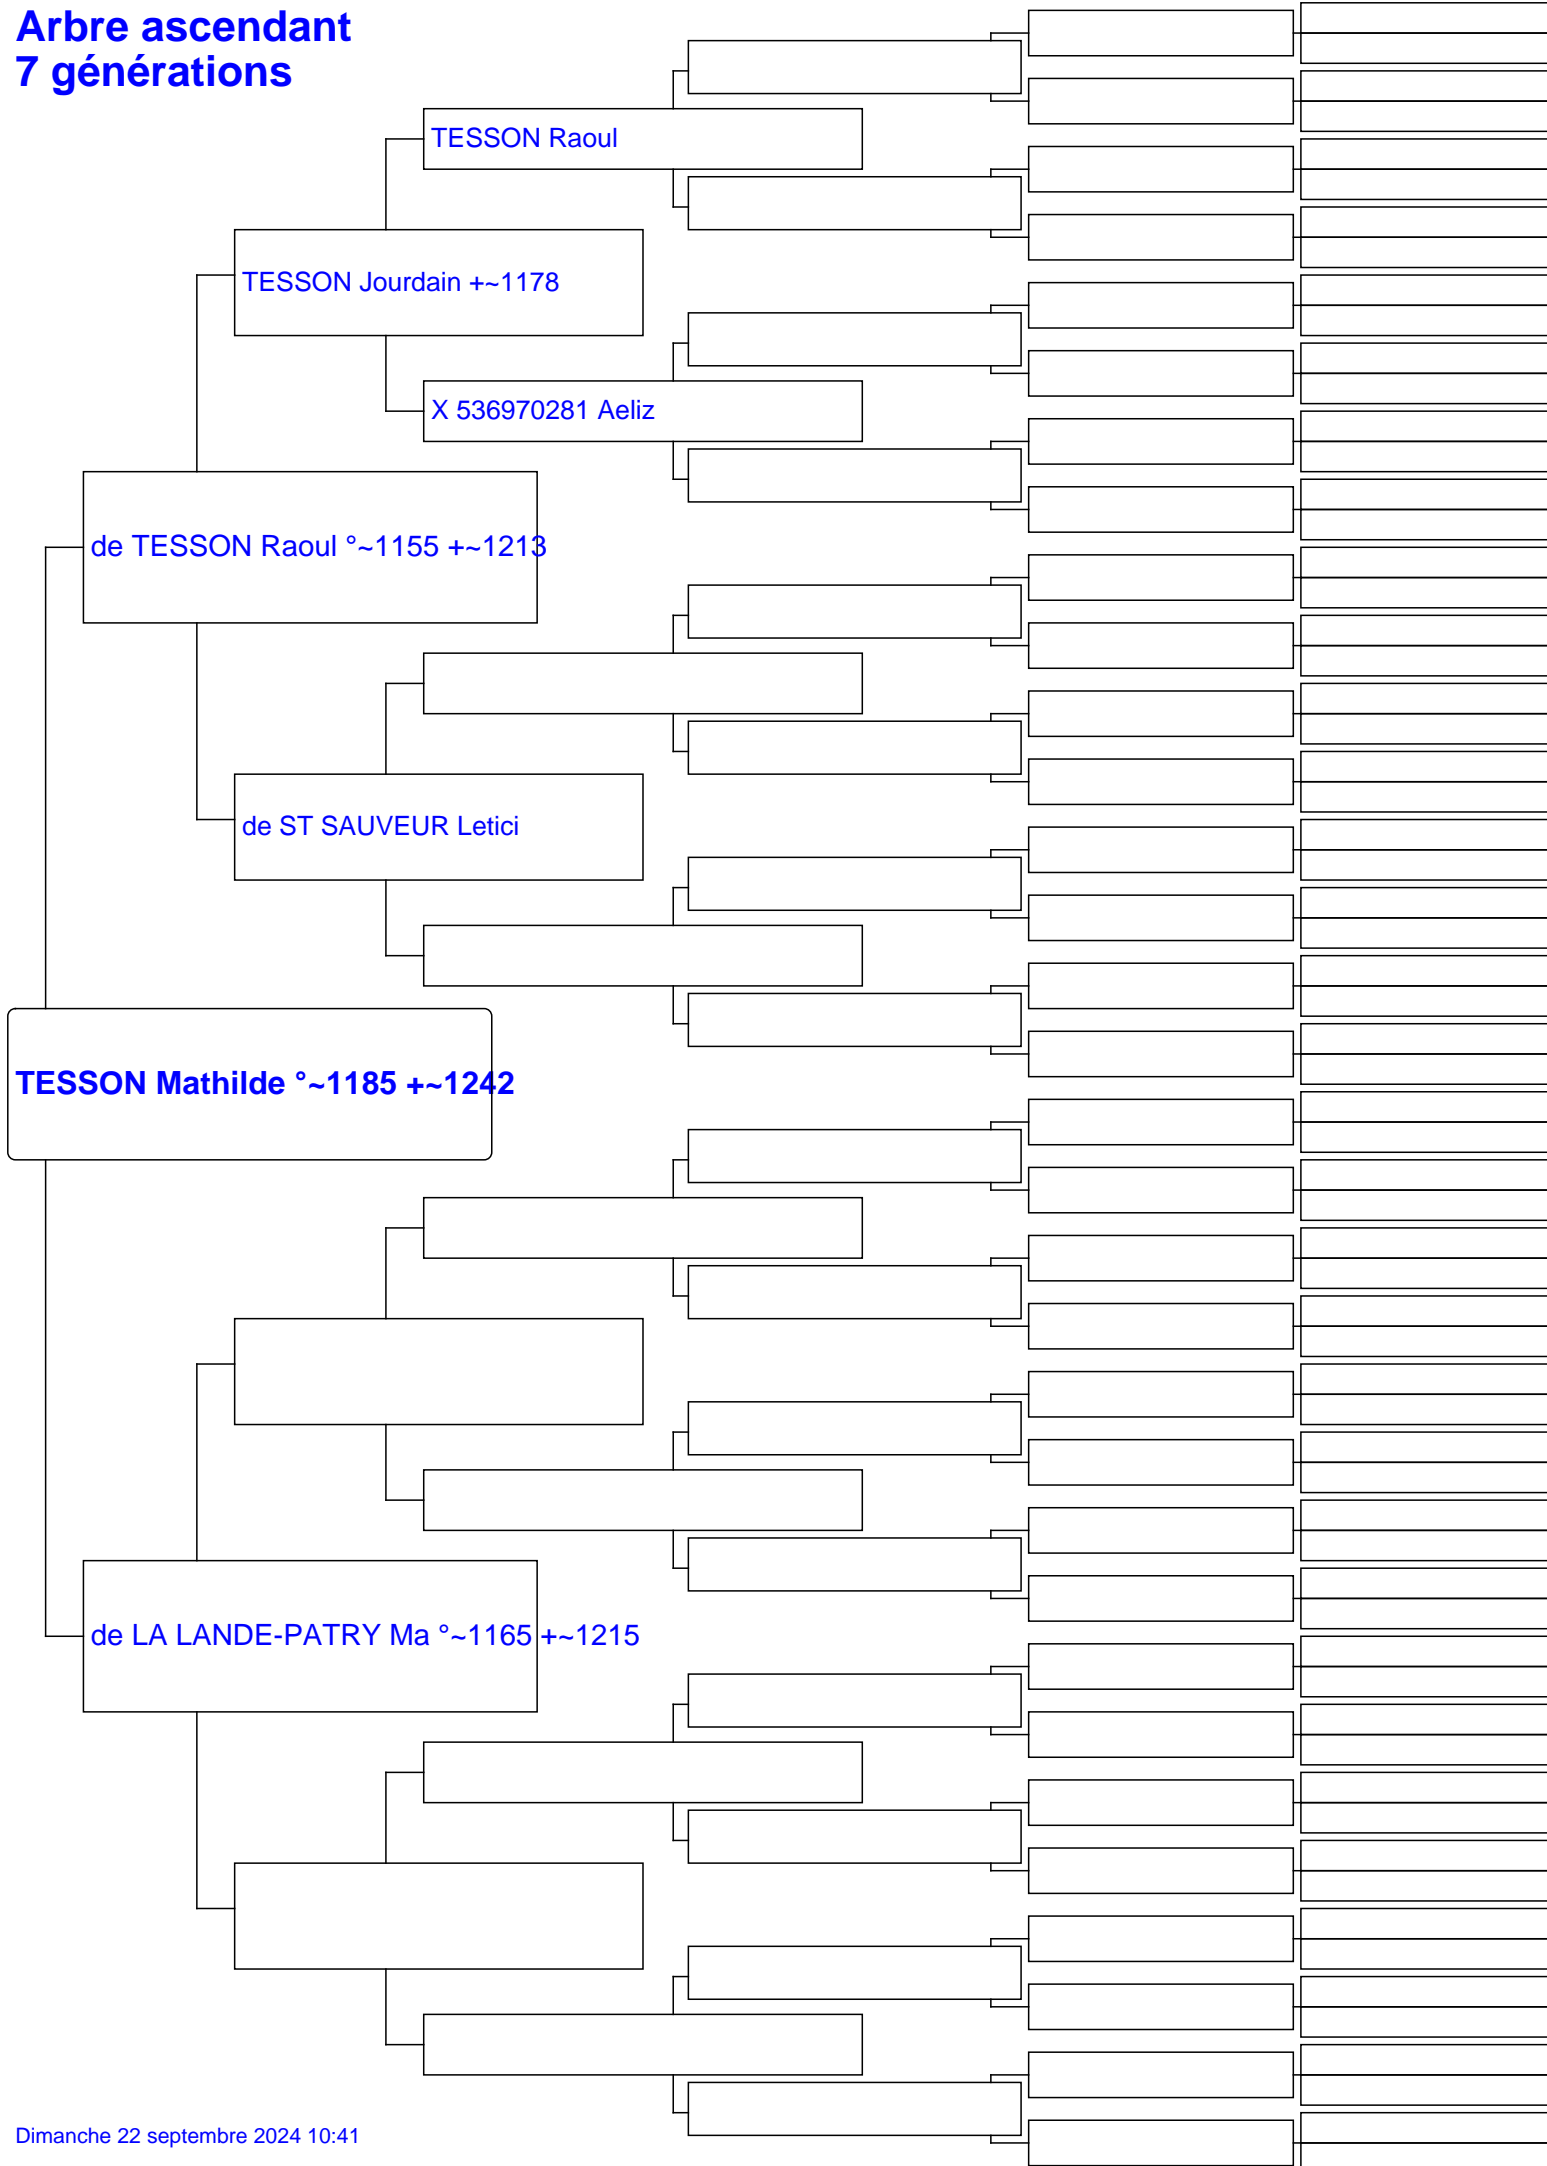 Arbre ascendant
7 générations
TESSON Raoul
TESSON Jourdain +~1178
X 536970281 Aeliz
de TESSON Raoul °~1155 +~1213
de ST SAUVEUR Letici
TESSON Mathilde °~1185 +~1242
de LA LANDE-PATRY Ma °~1165 +~1215
Dimanche 22 septembre 2024 10:41